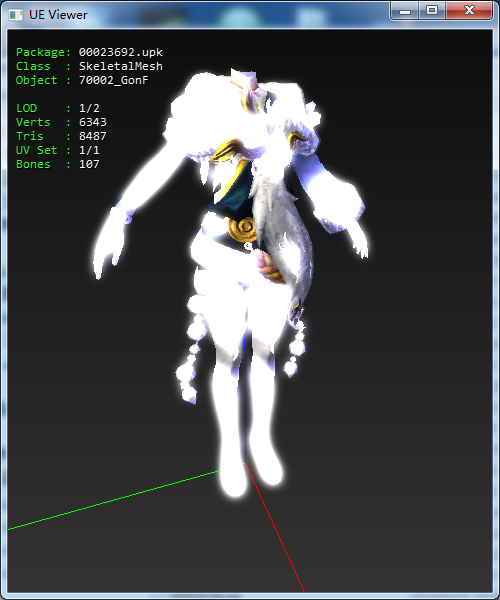 UE Viewer
Package: 00023692.upk
Class : SkeletalMesh
Object : 70002_GonF
LOD : 1/2
Verts : 6343
Tris : 8487
UV Set : 1/1
Bones : 107